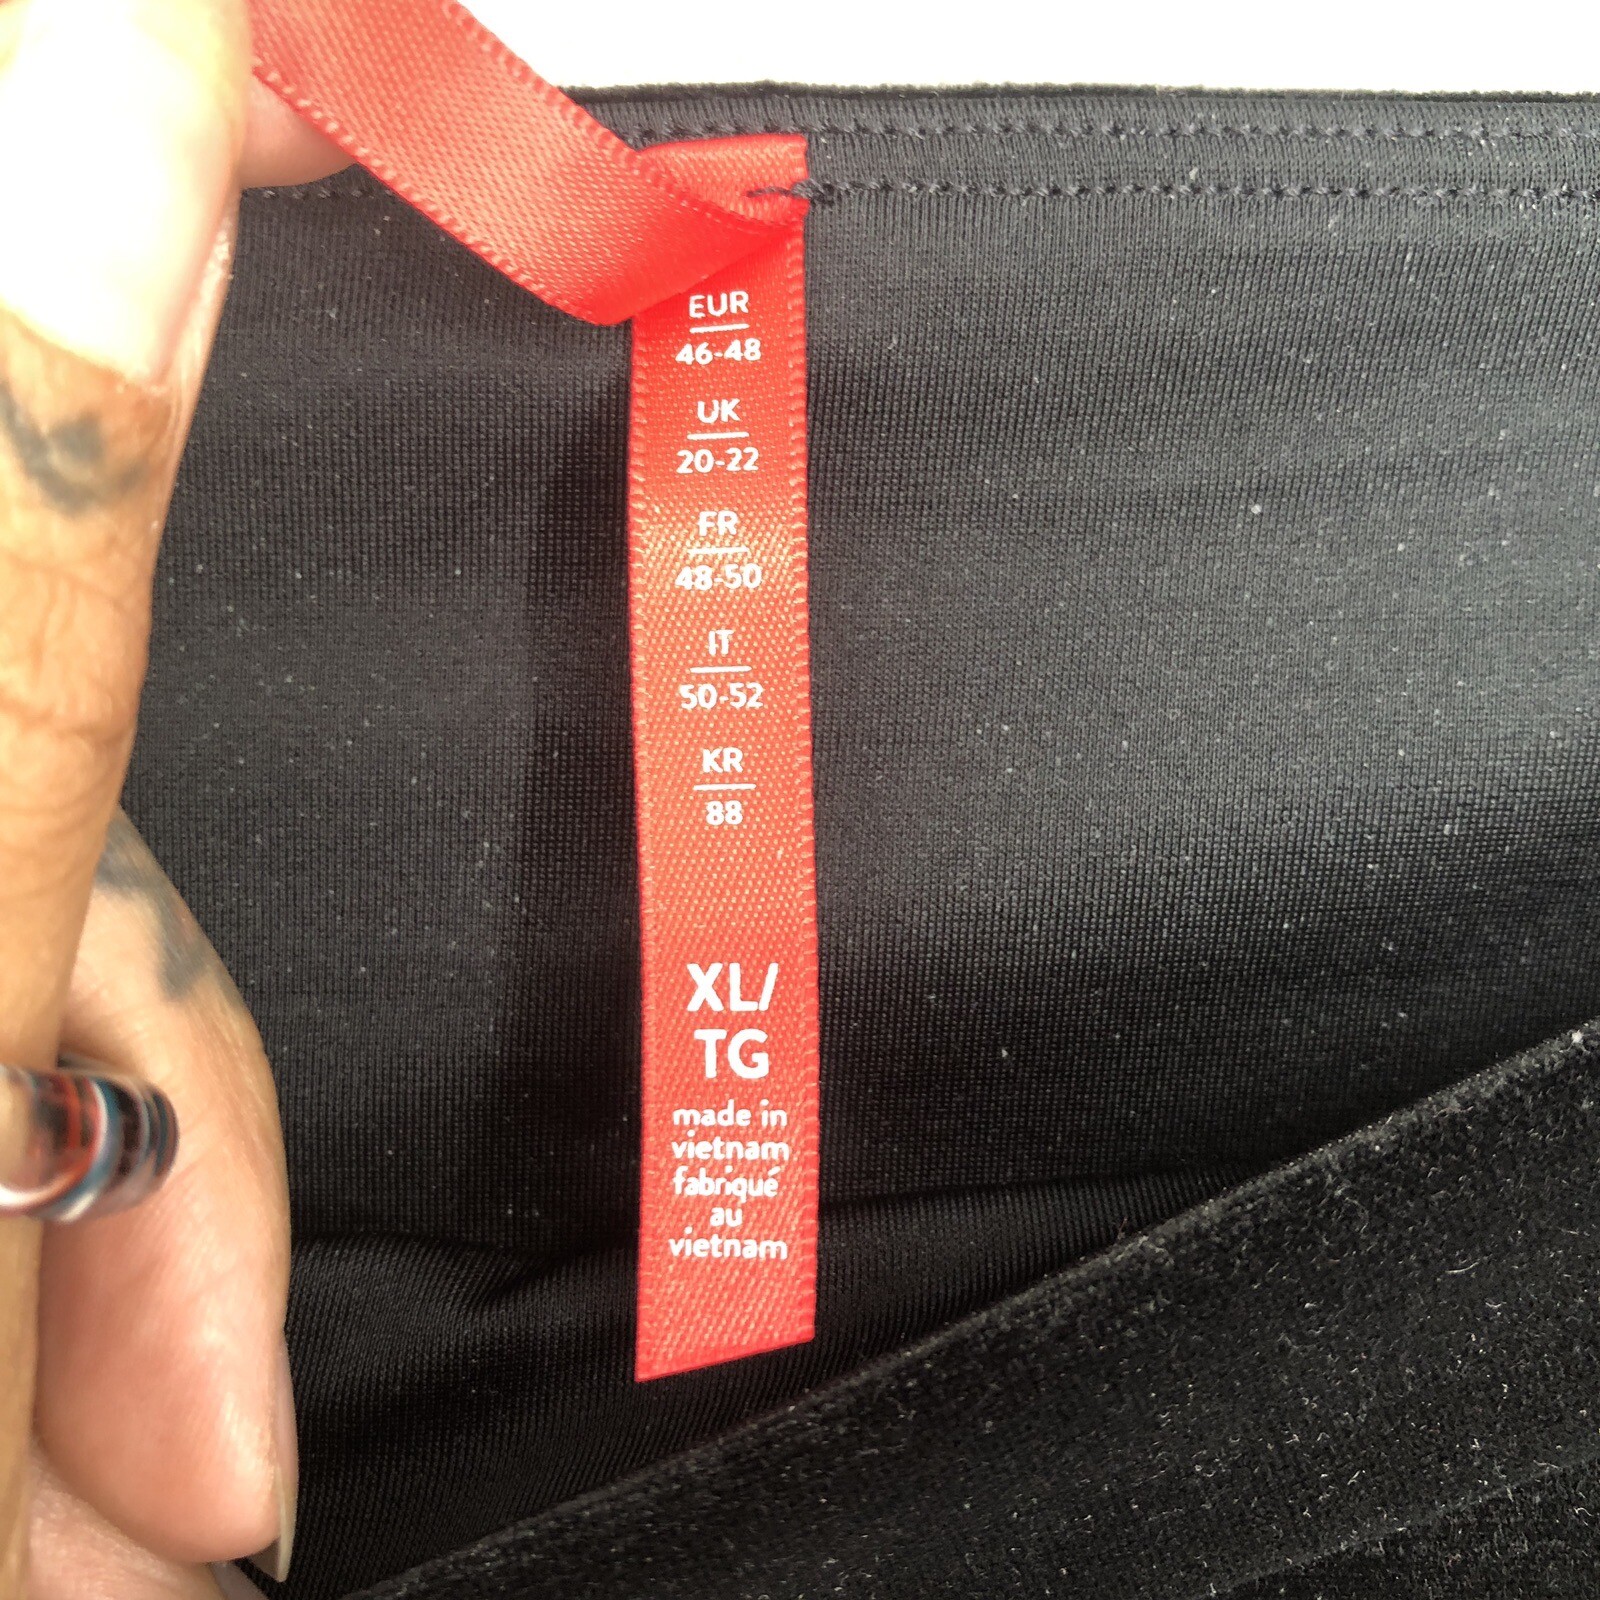 EUR
46-48
UK
20-22
FR
48-50
IT
50-52
KR
88
XL/
TG
made in
vietnam
fabriqué
au
vietnam